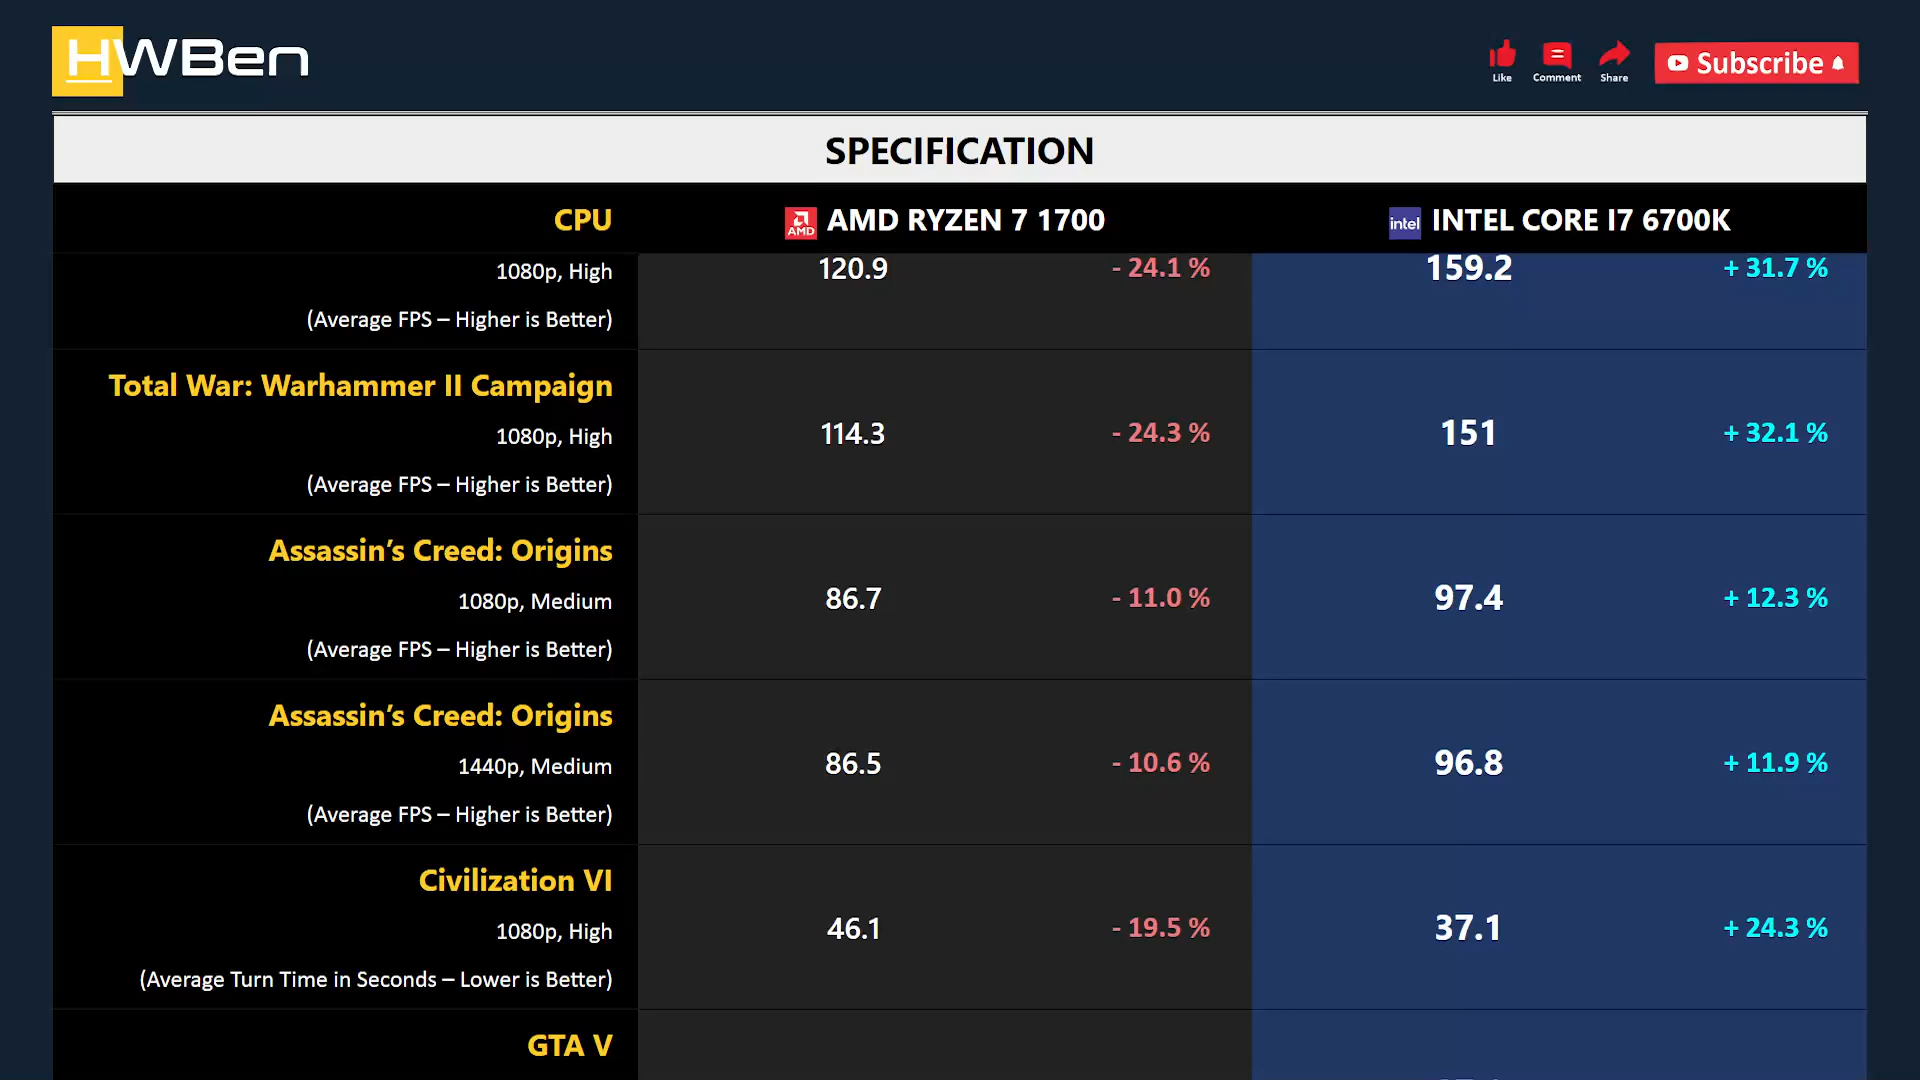 HWBen
Like
Comment
Share
Subscribe
SPECIFICATION
CPU
AMD
AMD RYZEN 7 1700
intel
INTEL CORE I7 6700K
1080p, High
120.9
- 24.1 %
159.2
+ 31.7 %
(Average FPS – Higher is Better)
Total War: Warhammer II Campaign
1080p, High
114.3
- 24.3 %
151
+ 32.1 %
(Average FPS – Higher is Better)
Assassin’s Creed: Origins
1080p, Medium
86.7
- 11.0 %
97.4
+ 12.3 %
(Average FPS – Higher is Better)
Assassin’s Creed: Origins
1440p, Medium
86.5
- 10.6 %
96.8
+ 11.9 %
(Average FPS – Higher is Better)
Civilization VI
1080p, High
46.1
- 19.5 %
37.1
+ 24.3 %
(Average Turn Time in Seconds – Lower is Better)
GTA V